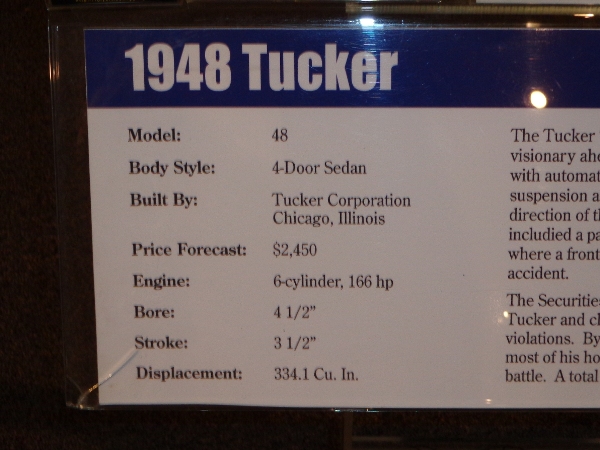 1948 Tucker
Model: 48
Body Style: 4-Door Sedan
Built By: Tucker Corporation
Chicago, Illinois
Price Forecast: $2,450
Engine: 6-cylinder, 166 hp
Bore: 4 1/2"
Stroke: 3 1/2"
Displacement: 334.1 Cu. In.
The Tucker
visionary
with
suspension
direction of
includied a
where a front
accident.
The
Tucker and
violations. By
most of his
battle. A total